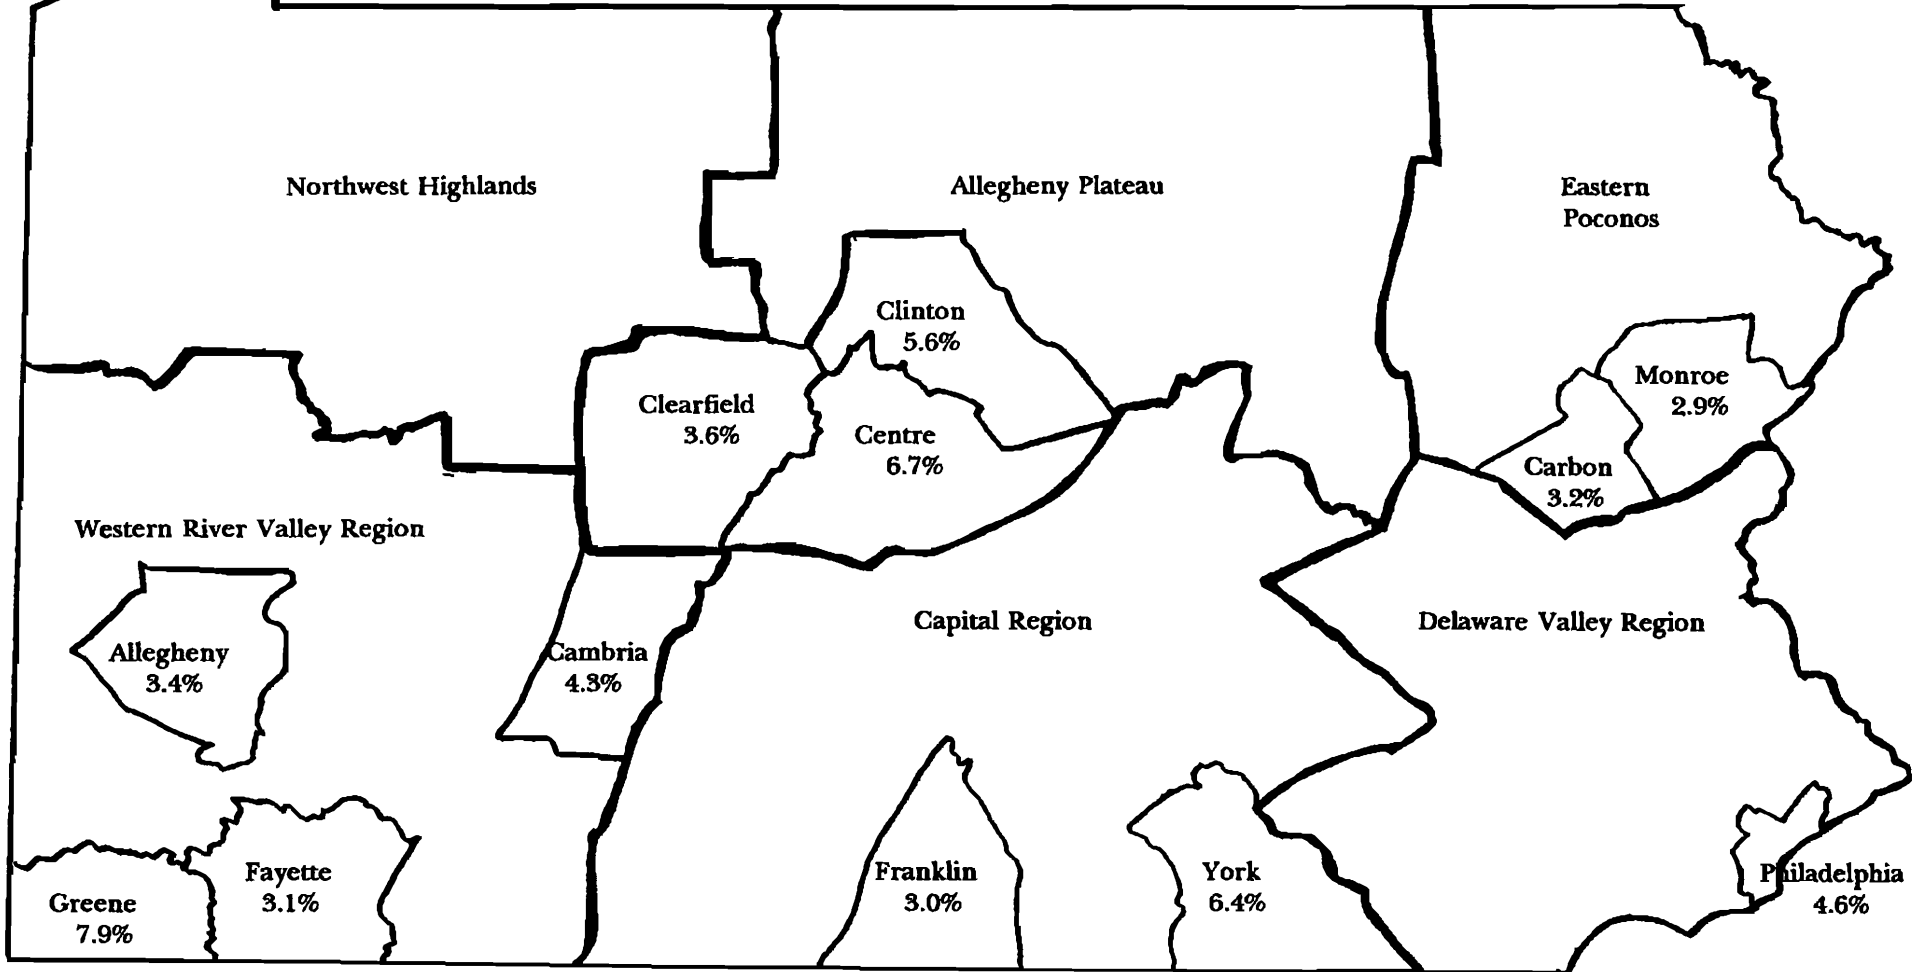 Northwest Highlands
Allegheny Plateau
Eastern
Poconos
Clinton
5.6%
Monroe
2.9%
Clearfield
3.6%
Centre
6.7%
Carbon
3.2%
Western River Valley Region
Capital Region
Delaware Valley Region
Allegheny
3.4%
Cambria
4.3%
Fayette
3.1%
Franklin
3.0%
York
6.4%
Philadelphia
4.6%
Greene
7.9%